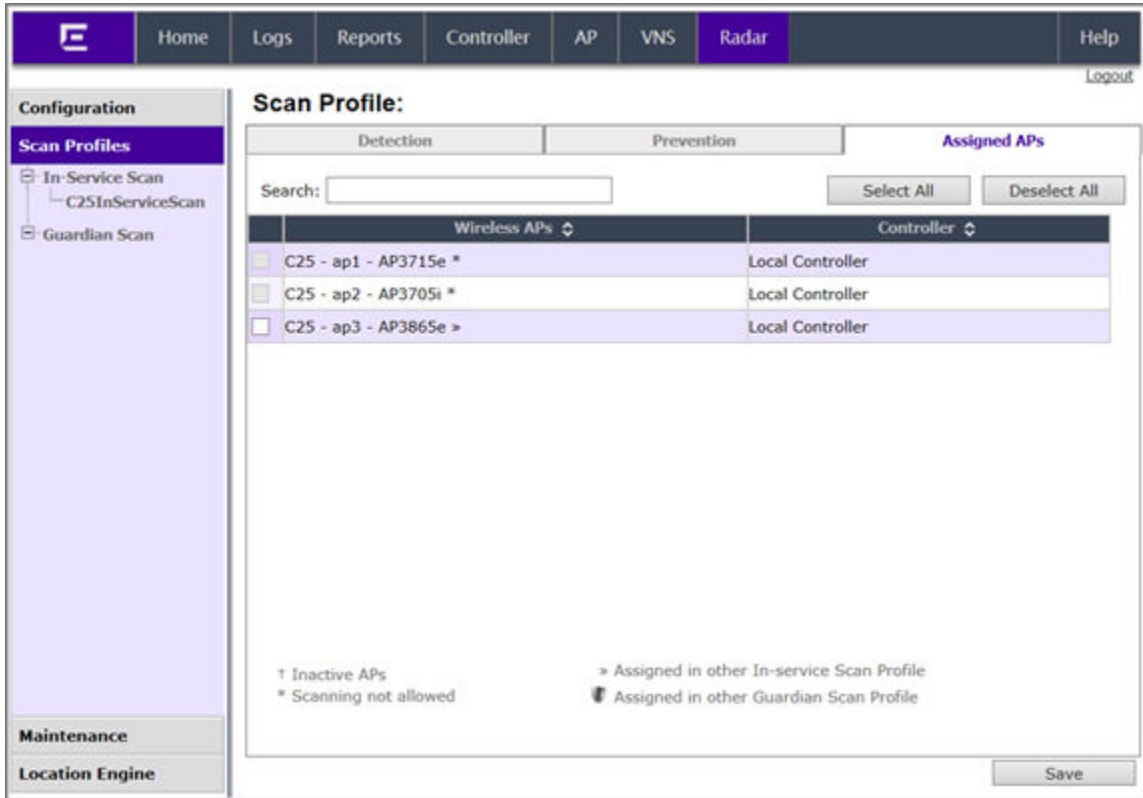 Home Logs Reports Controller AP VNS Radar Help
Logout
Configuration
Scan Profiles
In-Service Scan
C25InServiceScan
Guardian Scan
Maintenance
Location Engine
Scan Profile:
Detection Prevention Assigned APs
Search: Select All Deselect All
Wireless APs Controller
C25 - ap1 - AP3715e * Local Controller
C25 - ap2 - AP3705i * Local Controller
C25 - ap3 - AP3865e » Local Controller
† Inactive APs » Assigned in other In-service Scan Profile
* Scanning not allowed Assigned in other Guardian Scan Profile
Save